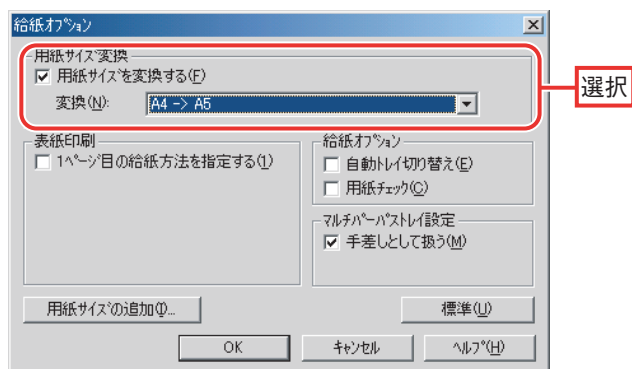 給紙ｵﾌﾟｼｮﾝ
用紙ｻｲｽﾞ変換
用紙ｻｲｽﾞを変換する(F)
変換(N): A4 -> A5
選択
表紙印刷
1ﾍﾟｰｼﾞ目の給紙方法を指定する(1)
給紙ｵﾌﾟｼｮﾝ
自動ﾄﾚｲ切り替え(E)
用紙ﾁｪｯｸ(C)
ﾏﾙﾁﾊﾟｰﾊﾟｽﾄﾚｲ設定
手差しとして扱う(M)
用紙ｻｲｽﾞの追加(I)...
標準(U)
OK
ｷｬﾝｾﾙ
ﾍﾙﾌﾟ(H)